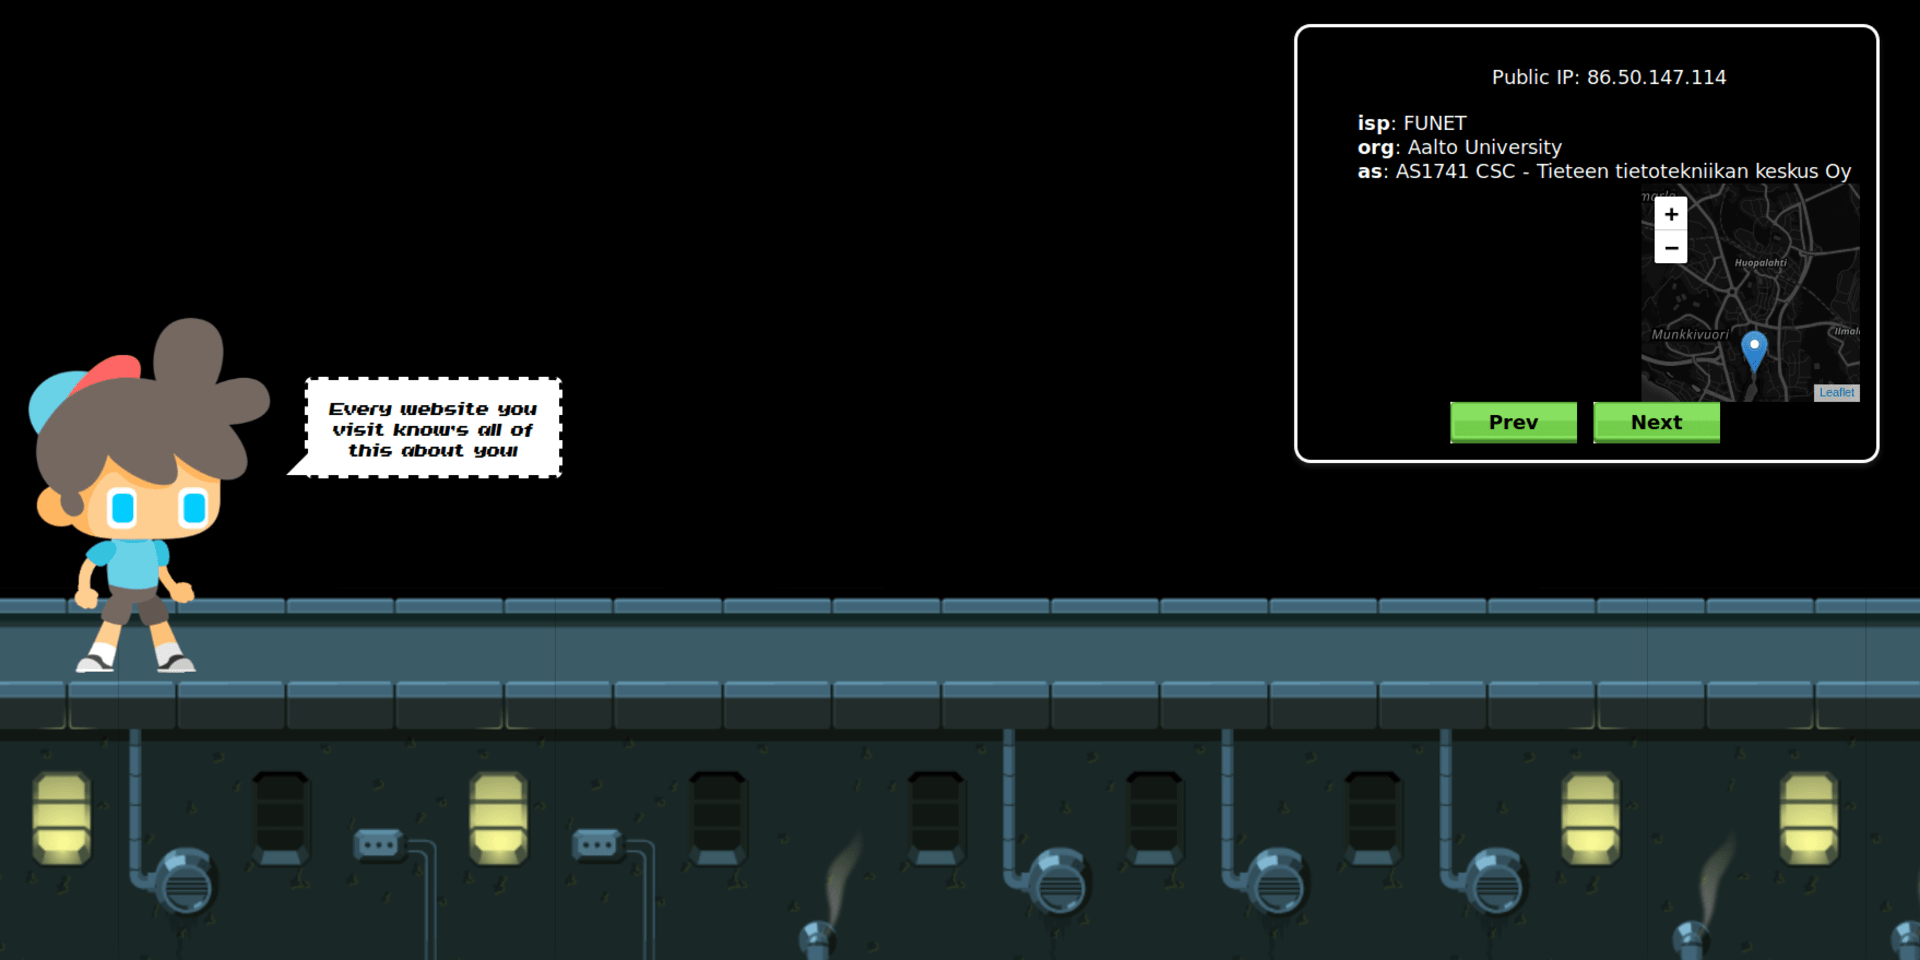 Public IP: 86.50.147.114
isp: FUNET
org: Aalto University
as: AS1741 CSC - Tieteen tietotekniikan keskus Oy
+
−
Huopalahti
Munkkivuori
Leaflet
Prev
Next
Every website you
visit knows all of
this about you!